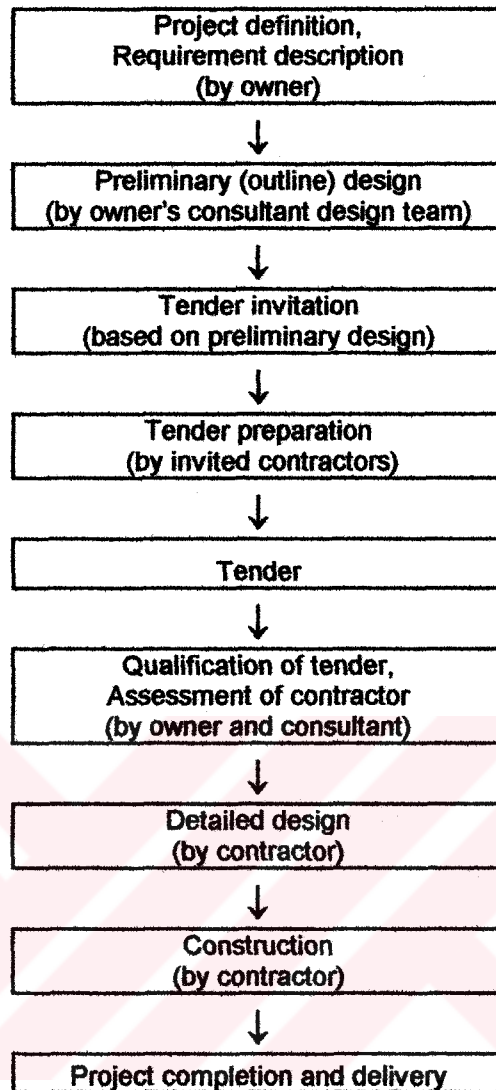 Project definition,
Requirement description
(by owner)
↓
Preliminary (outline) design
(by owner's consultant design team)
↓
Tender invitation
(based on preliminary design)
↓
Tender preparation
(by invited contractors)
↓
Tender
↓
Qualification of tender,
Assessment of contractor
(by owner and consultant)
↓
Detailed design
(by contractor)
↓
Construction
(by contractor)
↓
Project completion and delivery